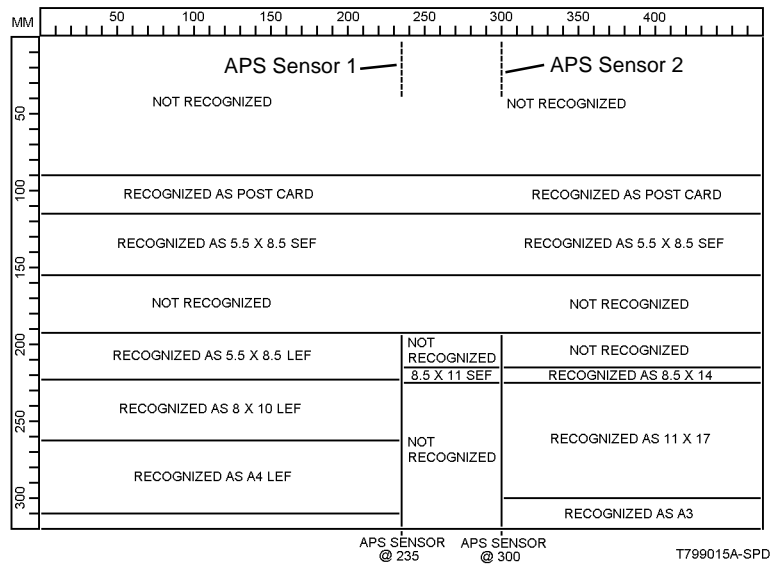 MM 50 100 150 200 250 300 350 400
APS Sensor 1
APS Sensor 2
NOT RECOGNIZED
NOT RECOGNIZED
50
100
RECOGNIZED AS POST CARD
RECOGNIZED AS POST CARD
RECOGNIZED AS 5.5 X 8.5 SEF
RECOGNIZED AS 5.5 X 8.5 SEF
150
NOT RECOGNIZED
NOT RECOGNIZED
200
RECOGNIZED AS 5.5 X 8.5 LEF
NOT
RECOGNIZED
NOT RECOGNIZED
8.5 X 11 SEF
RECOGNIZED AS 8.5 X 14
RECOGNIZED AS 8 X 10 LEF
250
NOT
RECOGNIZED
RECOGNIZED AS 11 X 17
RECOGNIZED AS A4 LEF
300
RECOGNIZED AS A3
APS SENSOR
@ 235
APS SENSOR
@ 300
T799015A-SPD